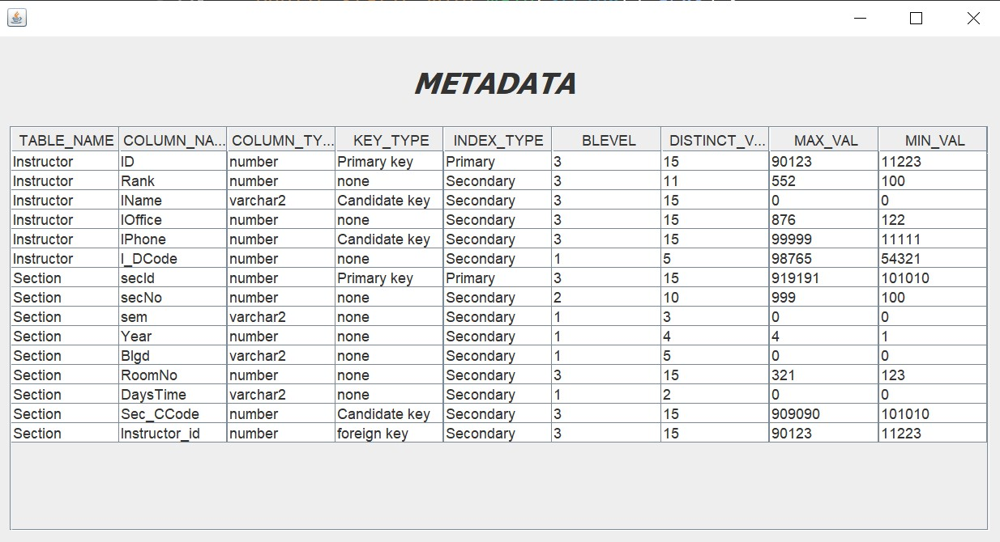 METADATA
TABLE_NAME COLUMN_NA... COLUMN_TY... KEY_TYPE INDEX_TYPE BLEVEL DISTINCT_V... MAX_VAL MIN_VAL
Instructor ID number Primary key Primary 3 15 90123 11223
Instructor Rank number none Secondary 3 11 552 100
Instructor IName varchar2 Candidate key Secondary 3 15 0 0
Instructor IOffice number none Secondary 3 15 876 122
Instructor IPhone number Candidate key Secondary 3 15 99999 11111
Instructor I_DCode number none Secondary 1 5 98765 54321
Section secId number Primary key Primary 3 15 919191 101010
Section secNo number none Secondary 2 10 999 100
Section sem varchar2 none Secondary 1 3 0 0
Section Year number none Secondary 1 4 4 1
Section Blgd varchar2 none Secondary 1 5 0 0
Section RoomNo number none Secondary 3 15 321 123
Section DaysTime varchar2 none Secondary 1 2 0 0
Section Sec_CCode number Candidate key Secondary 3 15 909090 101010
Section Instructor_id number foreign key Secondary 3 15 90123 11223